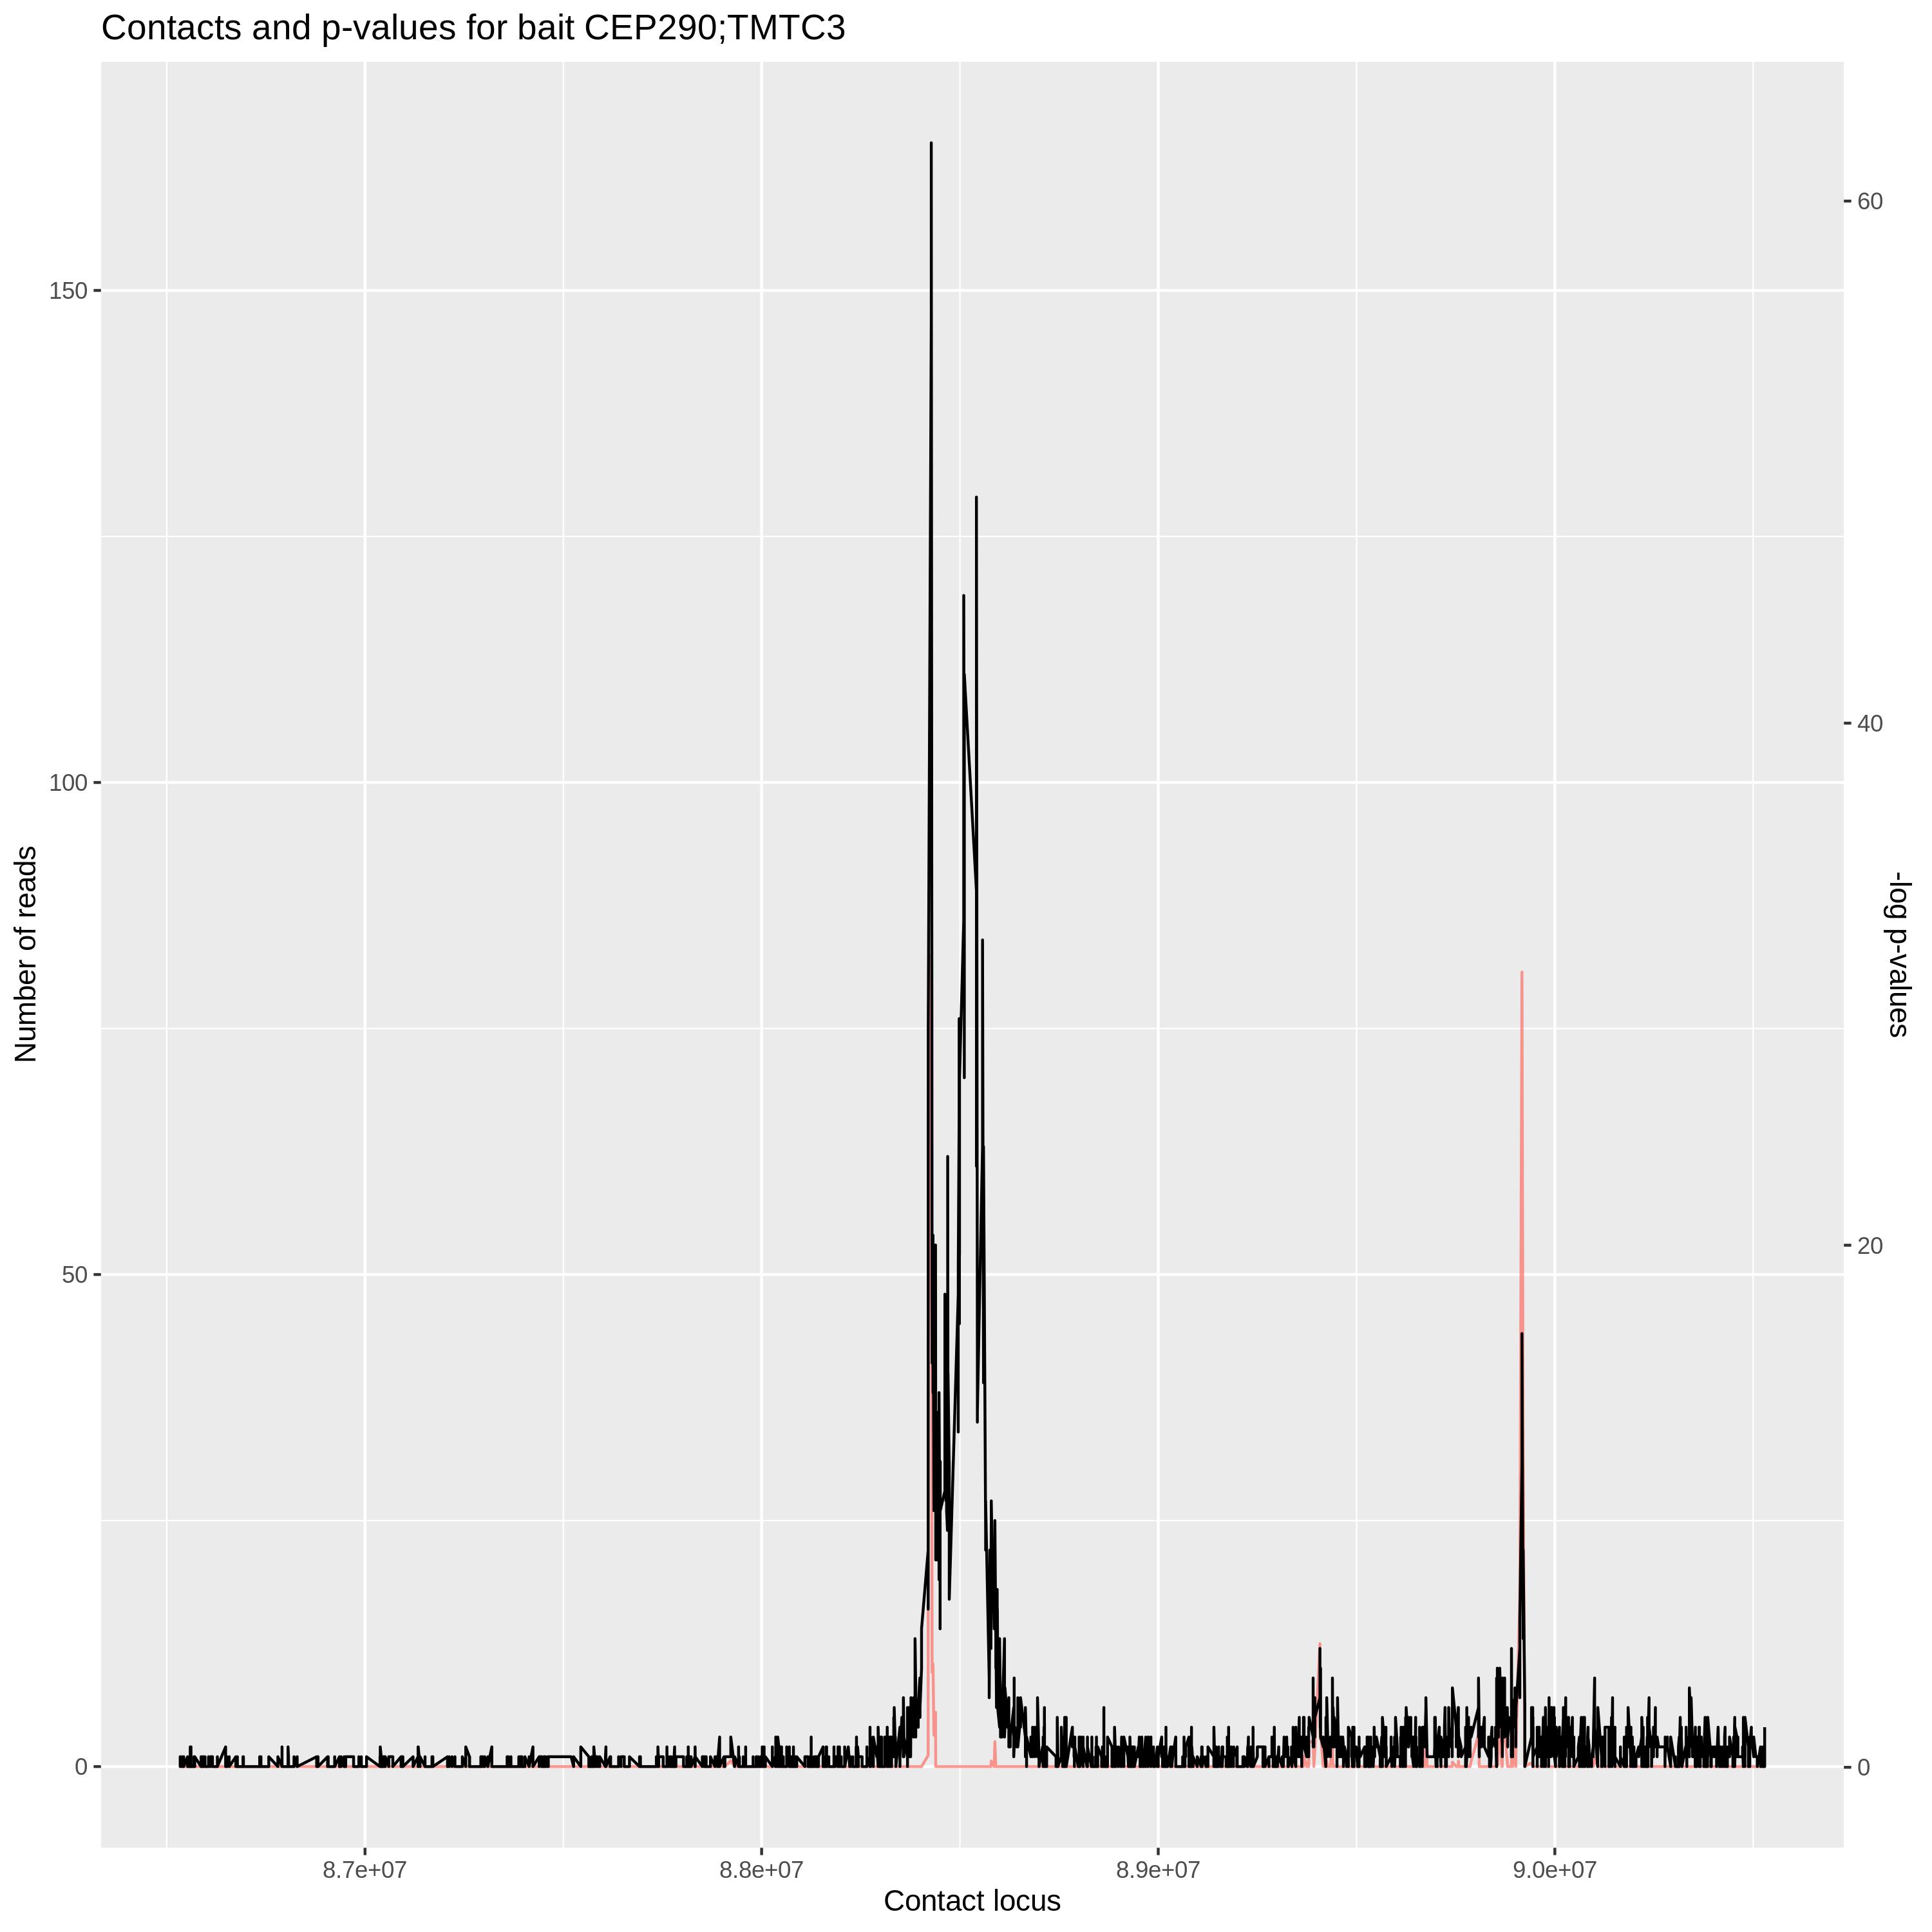 Contacts and p-values for bait CEP290;TMTC3
150
100
50
0
60
40
20
0
Number of reads
-log p-values
8.7e+07
8.8e+07
8.9e+07
9.0e+07
Contact locus